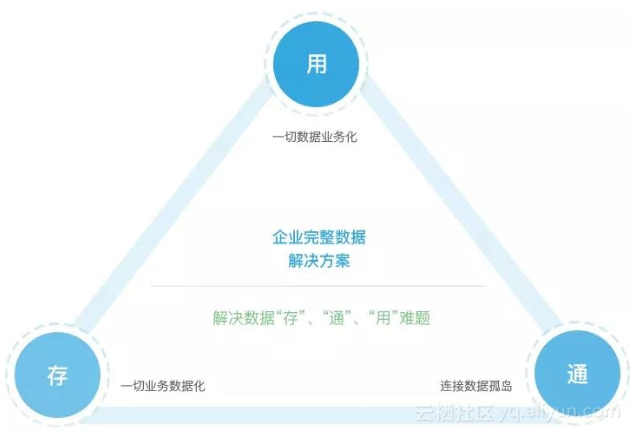 用
一切数据业务化
企业完整数据
解决方案
解决数据“存”、“通”、“用”难题
存
一切业务数据化
连接数据孤岛
通
云栖社区 yq.aliyun.com